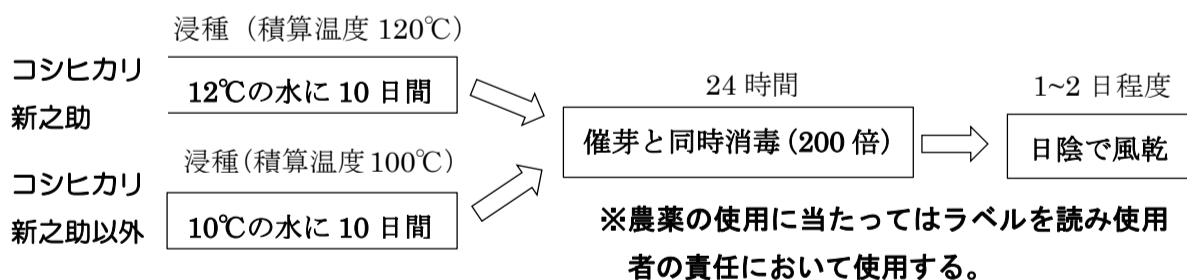 浸種（積算温度 120℃）
コシヒカリ
新之助
12℃の水に 10 日間
浸種(積算温度 100℃)
コシヒカリ
新之助以外
10℃の水に 10 日間
24 時間
催芽と同時消毒（200 倍）
1~2 日程度
日陰で風乾
※農薬の使用に当たってはラベルを読み使用
者の責任において使用する。